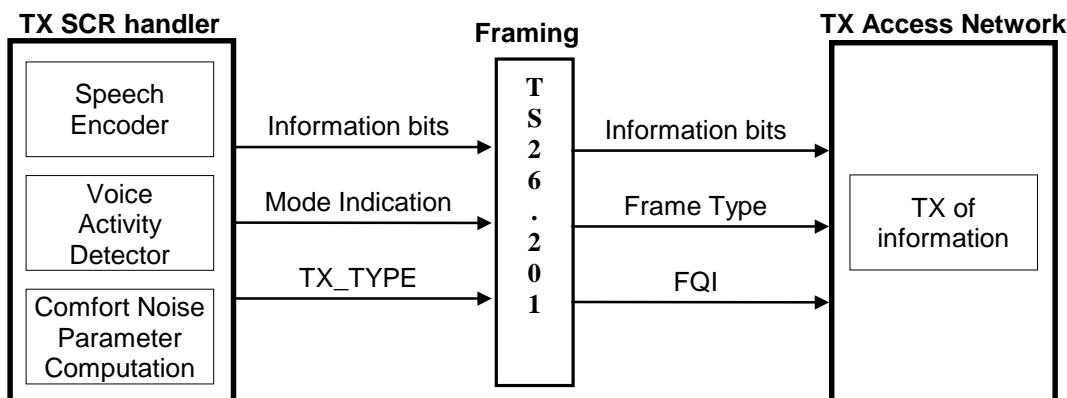 TX SCR handler
Framing
TX Access Network
Speech
Encoder
Voice
Activity
Detector
Comfort Noise
Parameter
Computation
Information bits
Mode Indication
TX_TYPE
T
S
2
6
.
2
0
1
Information bits
Frame Type
FQI
TX of
information